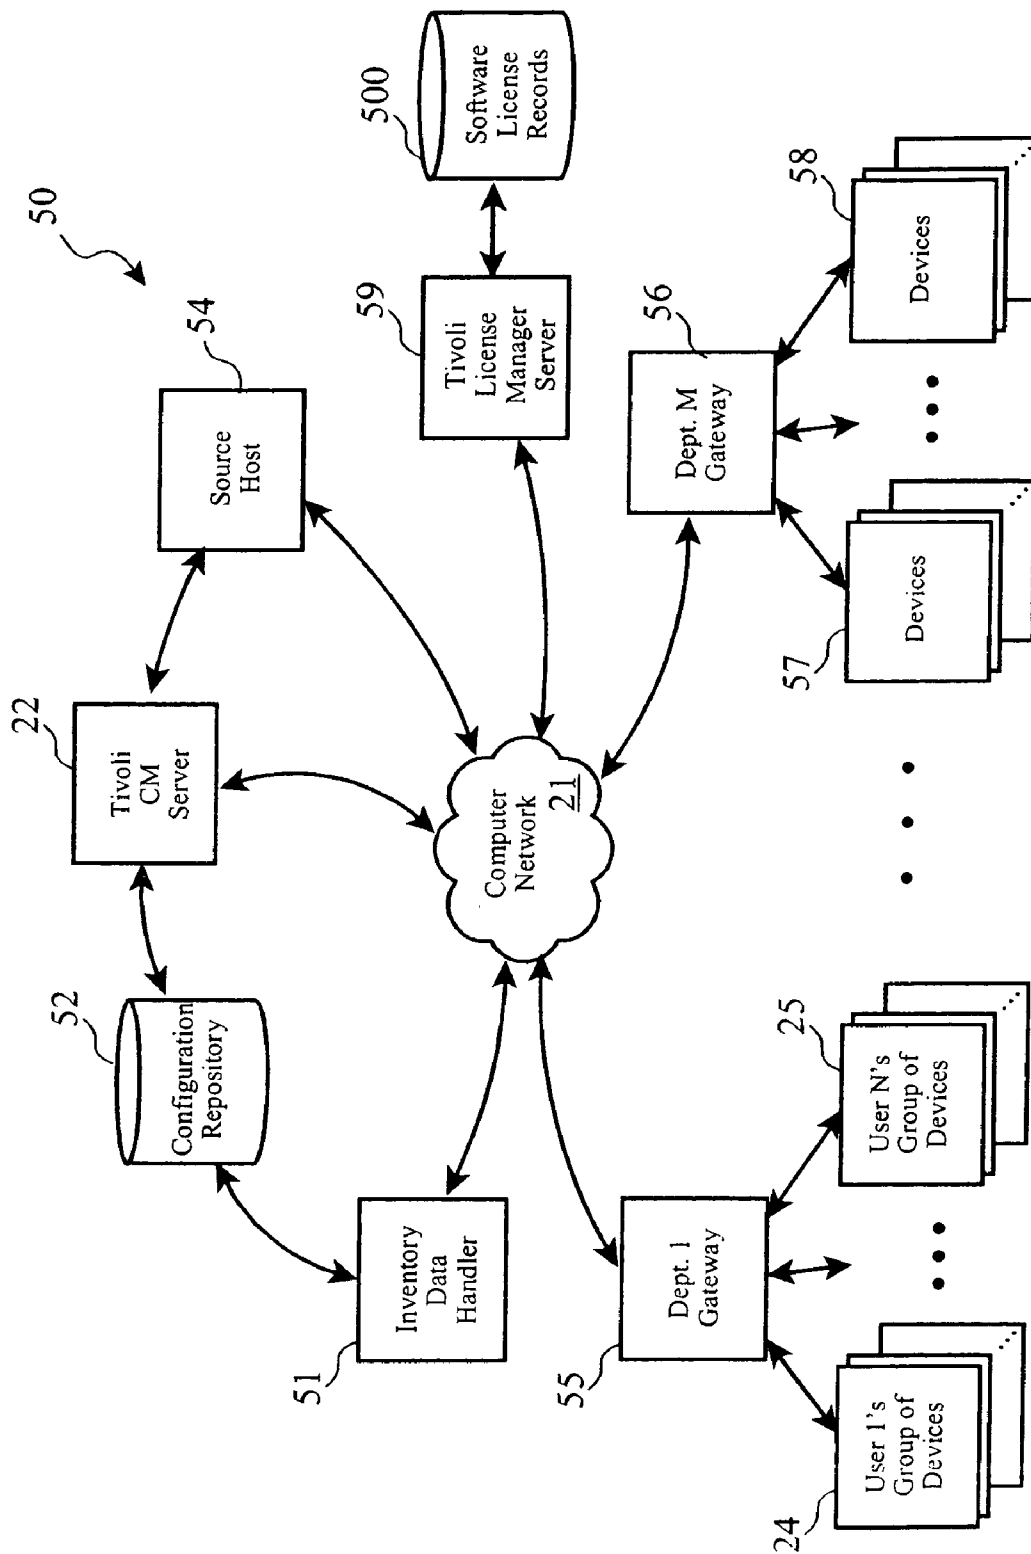 50
52
22
54
Configuration
Repository
Tivoli
CM
Server
Source
Host
51
Inventory
Data
Handler
59
Tivoli
License
Manager
Server
500
Software
License
Records
Computer
Network
21
55
Dept. 1
Gateway
Dept. M
Gateway
56
24
User 1's
Group of
Devices
25
User N's
Group of
Devices
57
Devices
58
Devices